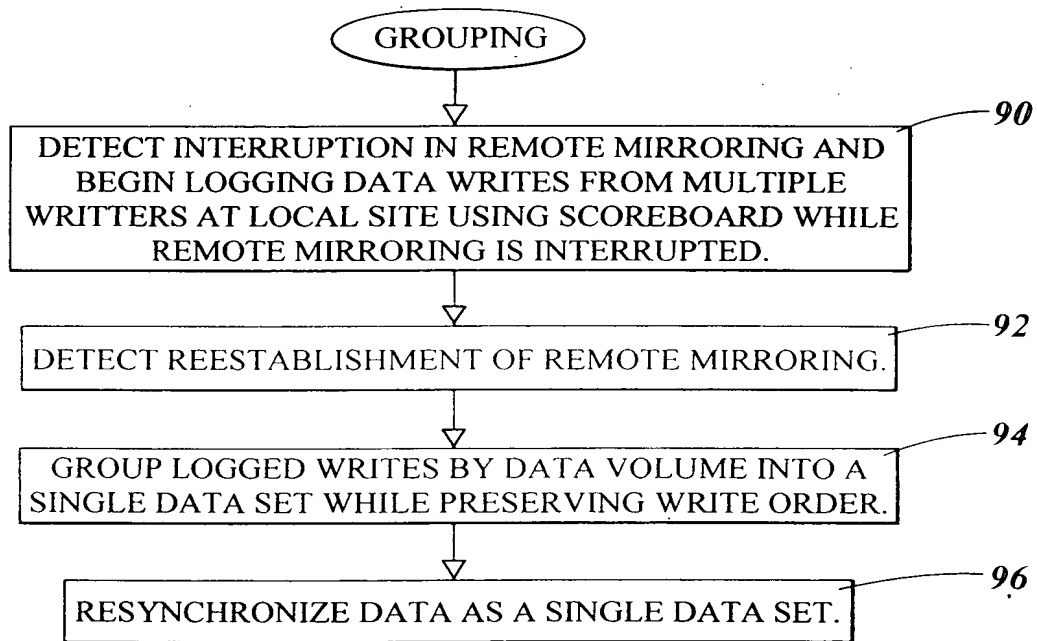 GROUPING
90
DETECT INTERRUPTION IN REMOTE MIRRORING AND
BEGIN LOGGING DATA WRITES FROM MULTIPLE
WRITTERS AT LOCAL SITE USING SCOREBOARD WHILE
REMOTE MIRRORING IS INTERRUPTED.
92
DETECT REESTABLISHMENT OF REMOTE MIRRORING.
94
GROUP LOGGED WRITES BY DATA VOLUME INTO A
SINGLE DATA SET WHILE PRESERVING WRITE ORDER.
96
RESYNCHRONIZE DATA AS A SINGLE DATA SET.